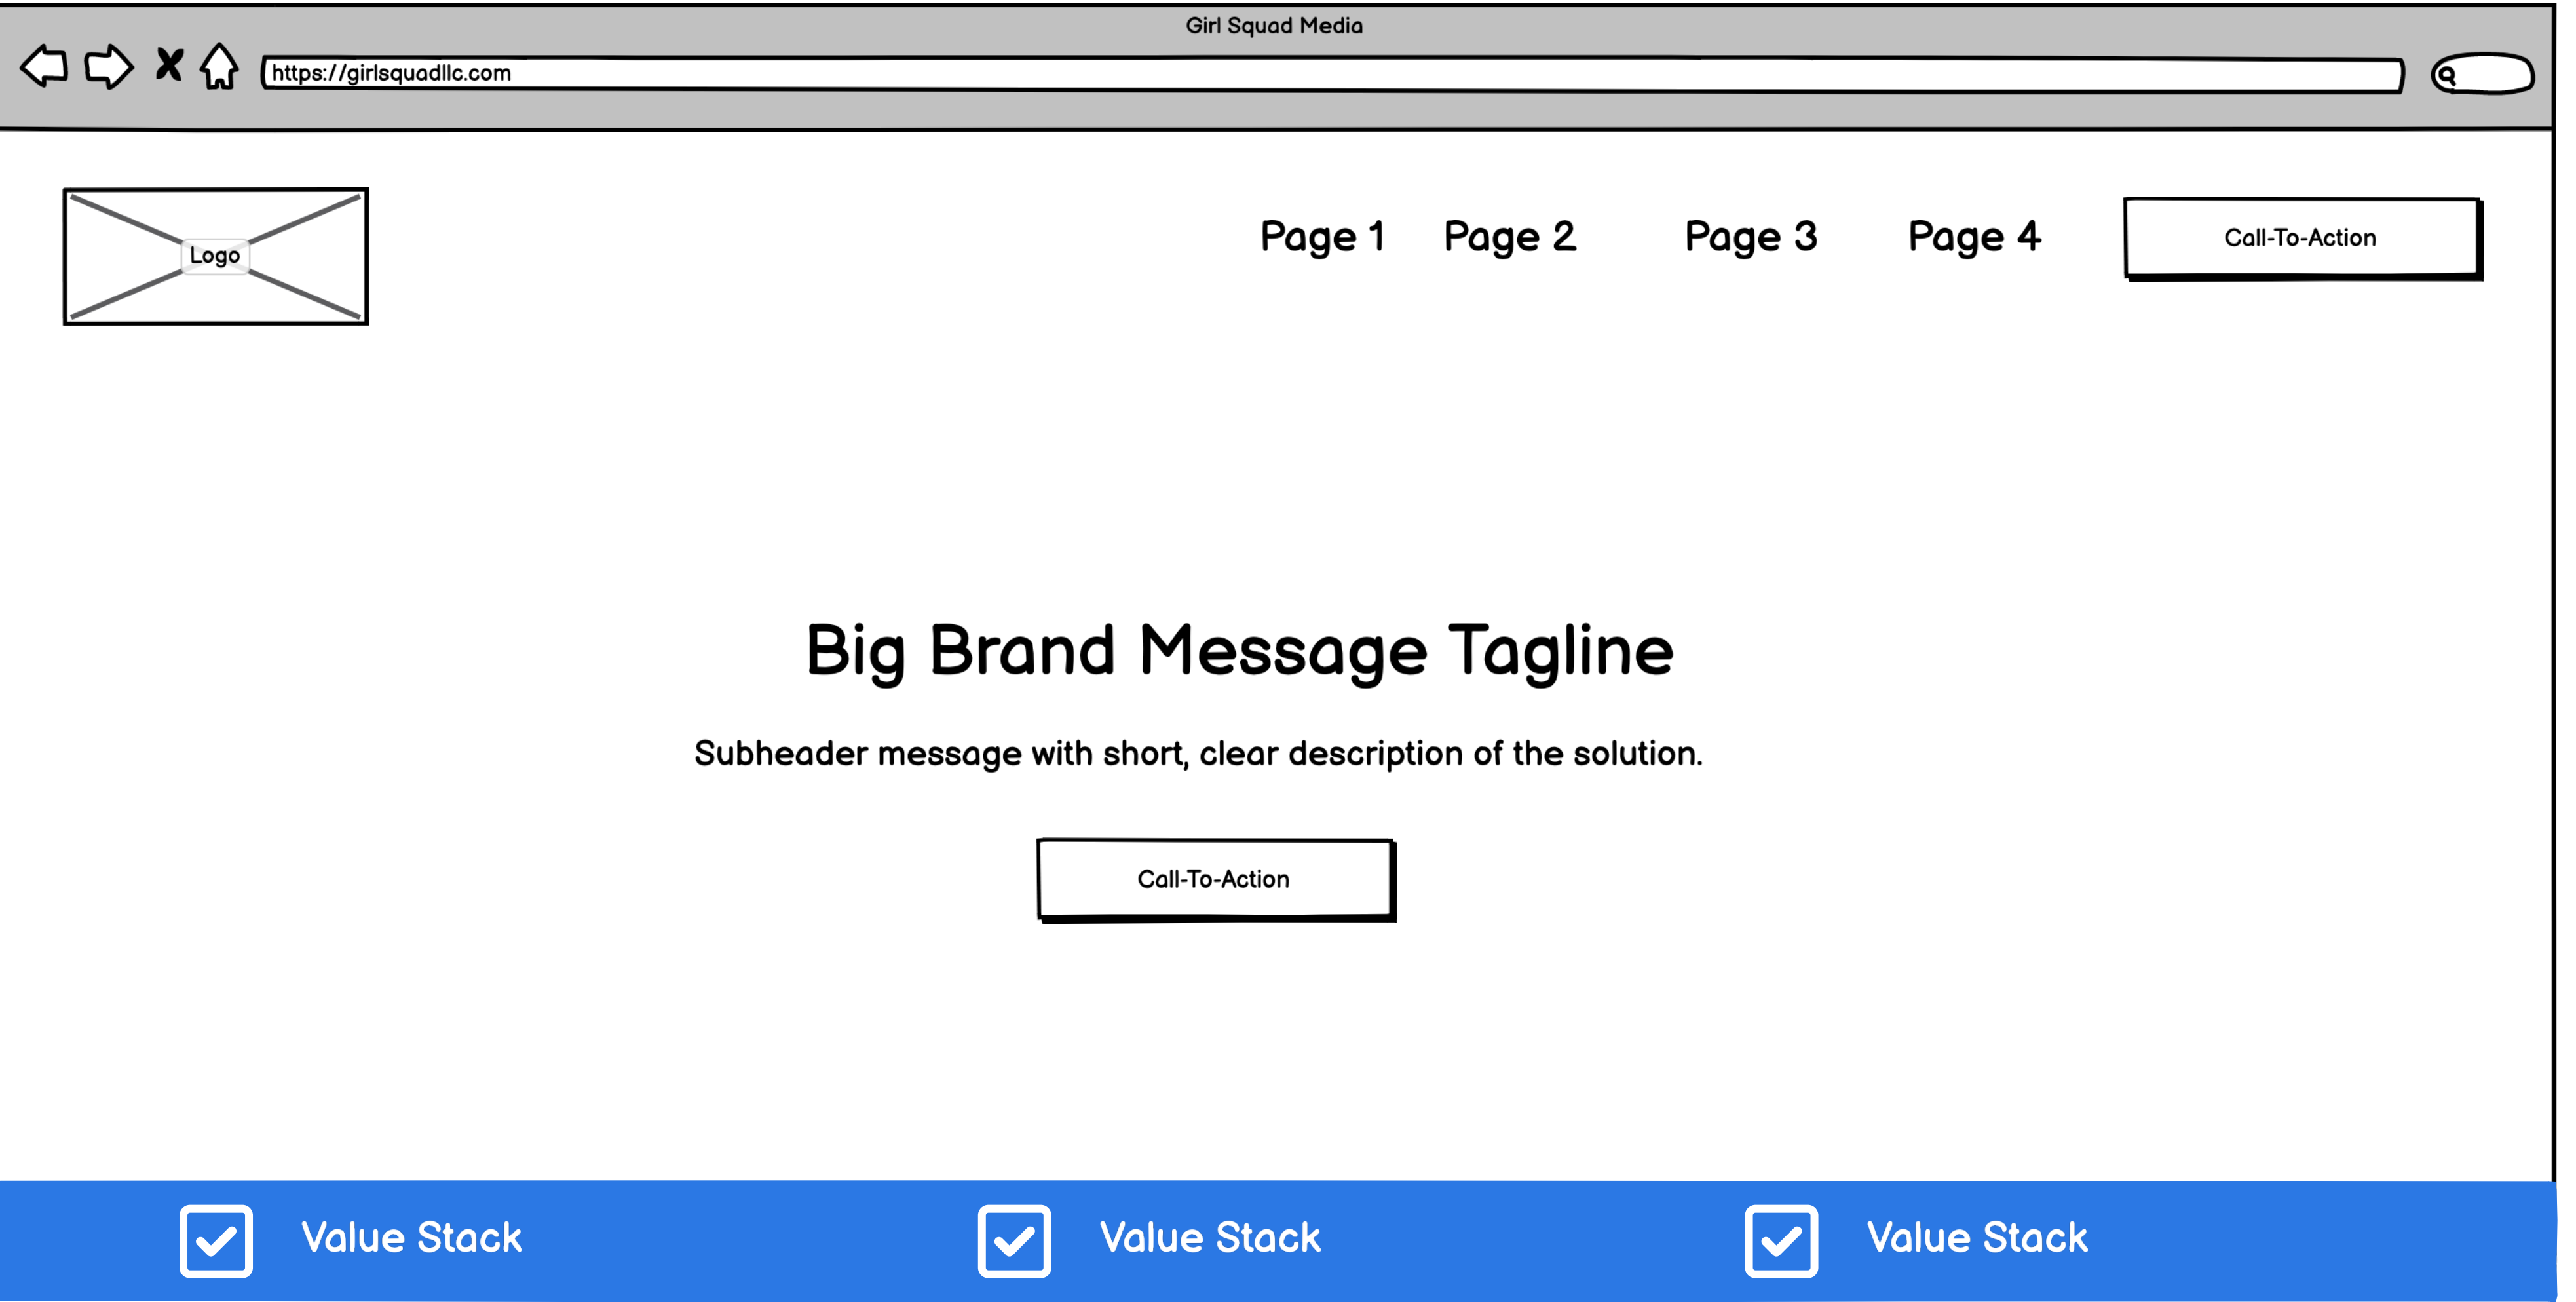 Girl Squad Media
https://girlsquadllc.com
Logo
Page 1 Page 2 Page 3 Page 4 Call-To-Action
Big Brand Message Tagline
Subheader message with short, clear description of the solution.
Call-To-Action
Value Stack Value Stack Value Stack